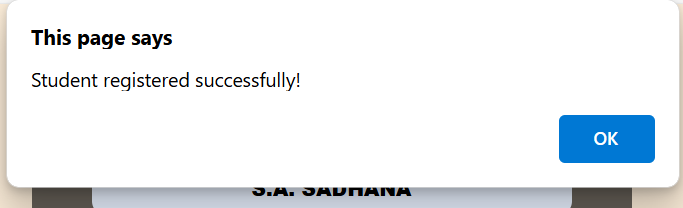 This page says
Student registered successfully!
OK
S.A. SADHANA